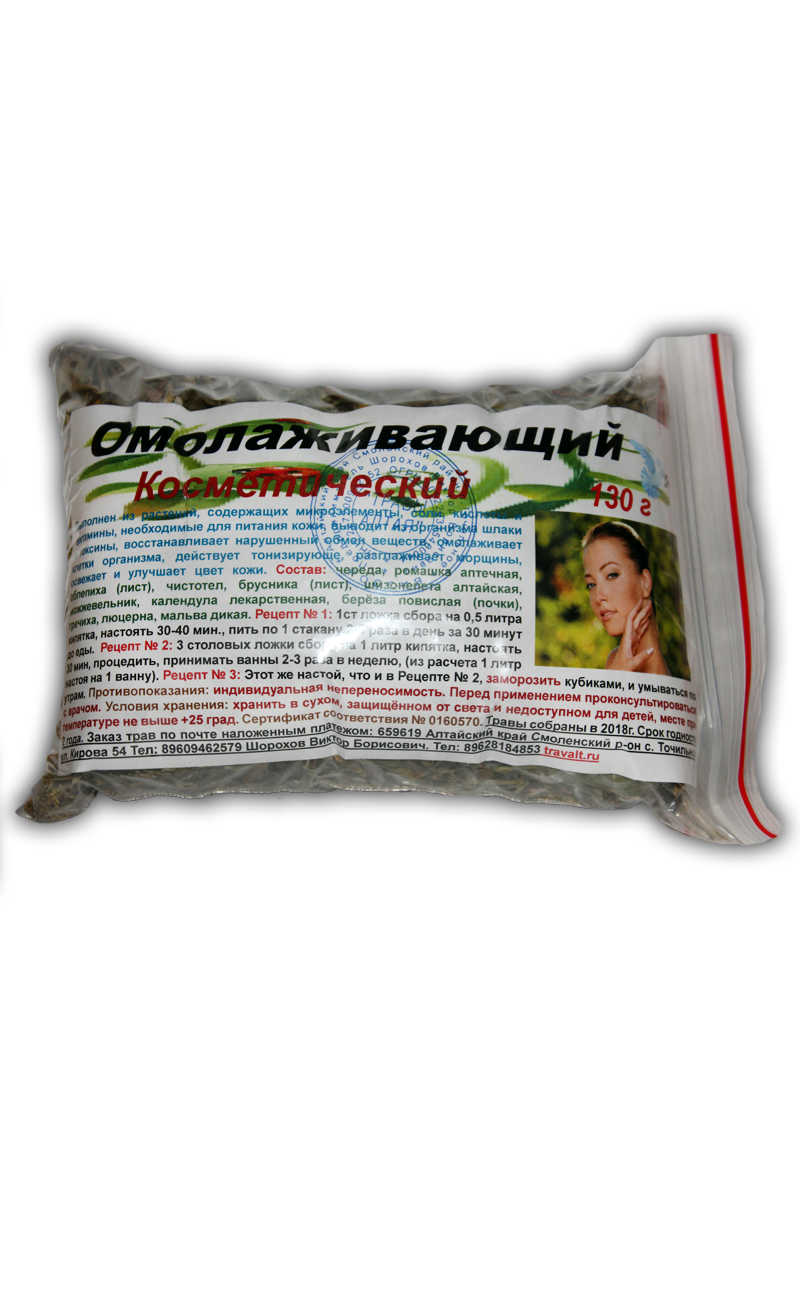 Омолаживающий
Косметический
130 г
из растений, содержащих микроэлементы, соли,
необходимые для питания кожи, выводит из организма шлаки
восстанавливает нарушенный обмен веществ, омолаживает
клетки организма, действует тонизирующе, разглаживает морщины,
освежает и улучшает цвет кожи. Состав: череда, ромашка аптечная,
облепиха (лист), чистотел, брусника (лист), шизонепета алтайская,
можжевельник, календула лекарственная, берёза повислая (почки),
гречиха, люцерна, мальва дикая. Рецепт № 1: 1ст ложка сбора на 0,5 литра
кипятка, настоять 30-40 мин., пить по 1 стакану раза в день за 30 минут
до еды. Рецепт № 2: 3 столовых ложки на 1 литр кипятка, настоять
30 мин, процедить, принимать ванны 2-3 раза в неделю, (из расчета 1 литр
настоя на 1 ванну). Рецепт № 3: Этот же настой, что и в Рецепте № 2, заморозить кубиками, и умываться по
утрам. Противопоказания: индивидуальная непереносимость. Перед применением проконсультироваться
с врачом. Условия хранения: хранить в сухом, защищённом от света и недоступном для детей, месте при
температуре не выше +25 град. Сертификат соответствия № 0160570. Травы собраны в 2018г. Срок годности
2 года. Заказ трав по почте наложенным платежом: 659619 Алтайский край Смоленский р-он с. Точильное
ул. Кирова 54 Тел: 89609462579 Шорохов Виктор Борисович. Тел: 89628184853 travalt.ru